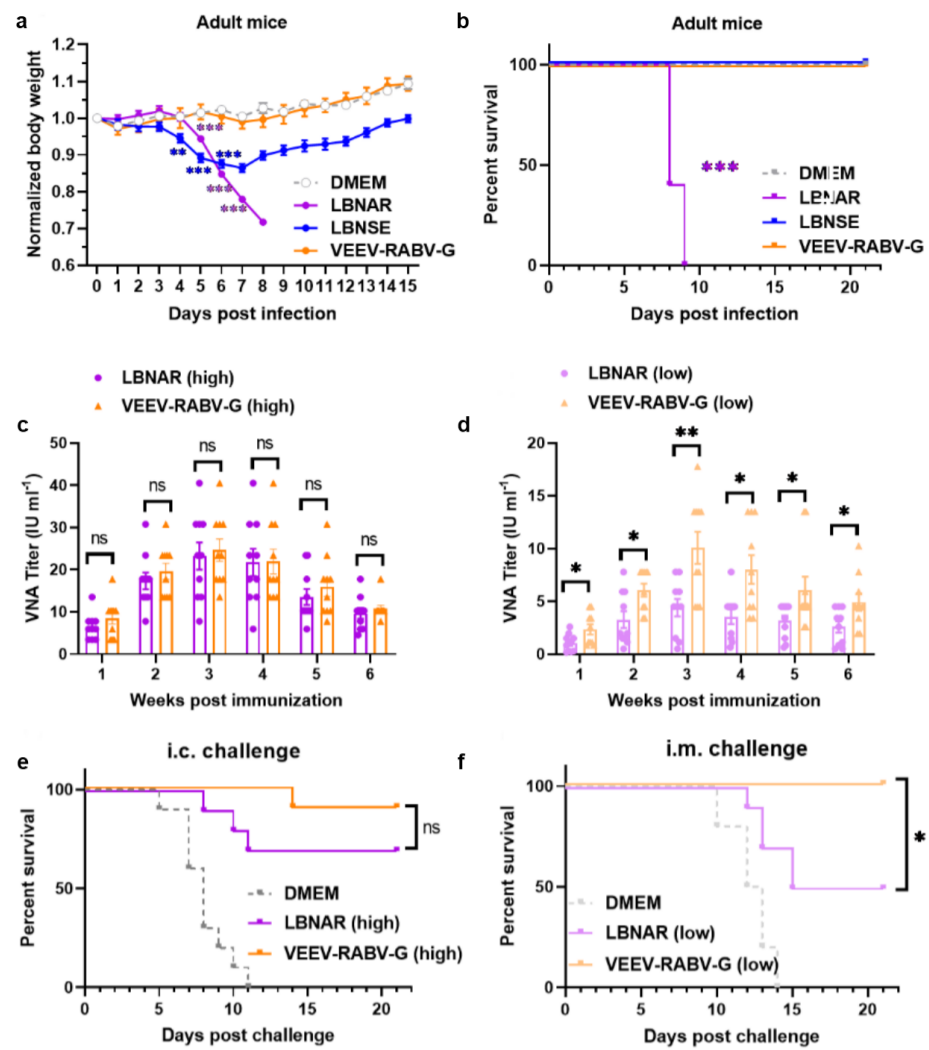 a
Adult mice
Normalized body weight
1.2
1.1
1.0
0.9
0.8
0.7
0.6
***
**
***
***
***
***
DMEM
LBNAR
LBNSE
VEEV-RABV-G
0 1 2 3 4 5 6 7 8 9 10 11 12 13 14 15
Days post infection
b
Adult mice
Percent survival
100
50
0
***
DMEM
LBNAR
LBNSE
VEEV-RABV-G
0 5 10 15 20
Days post infection
LBNAR (high)
VEEV-RABV-G (high)
c
VNA Titer (IU ml-1)
50
40
30
20
10
0
ns ns ns ns ns ns
1 2 3 4 5 6
Weeks post immunization
LBNAR (low)
VEEV-RABV-G (low)
d
VNA Titer (IU ml-1)
20
15
10
5
0
* * ** * * *
1 2 3 4 5 6
Weeks post immunization
e
i.c. challenge
Percent survival
100
50
0
ns
DMEM
LBNAR (high)
VEEV-RABV-G (high)
0 5 10 15 20
Days post challenge
f
i.m. challenge
Percent survival
100
50
0
*
DMEM
LBNAR (low)
VEEV-RABV-G (low)
0 5 10 15 20
Days post challenge